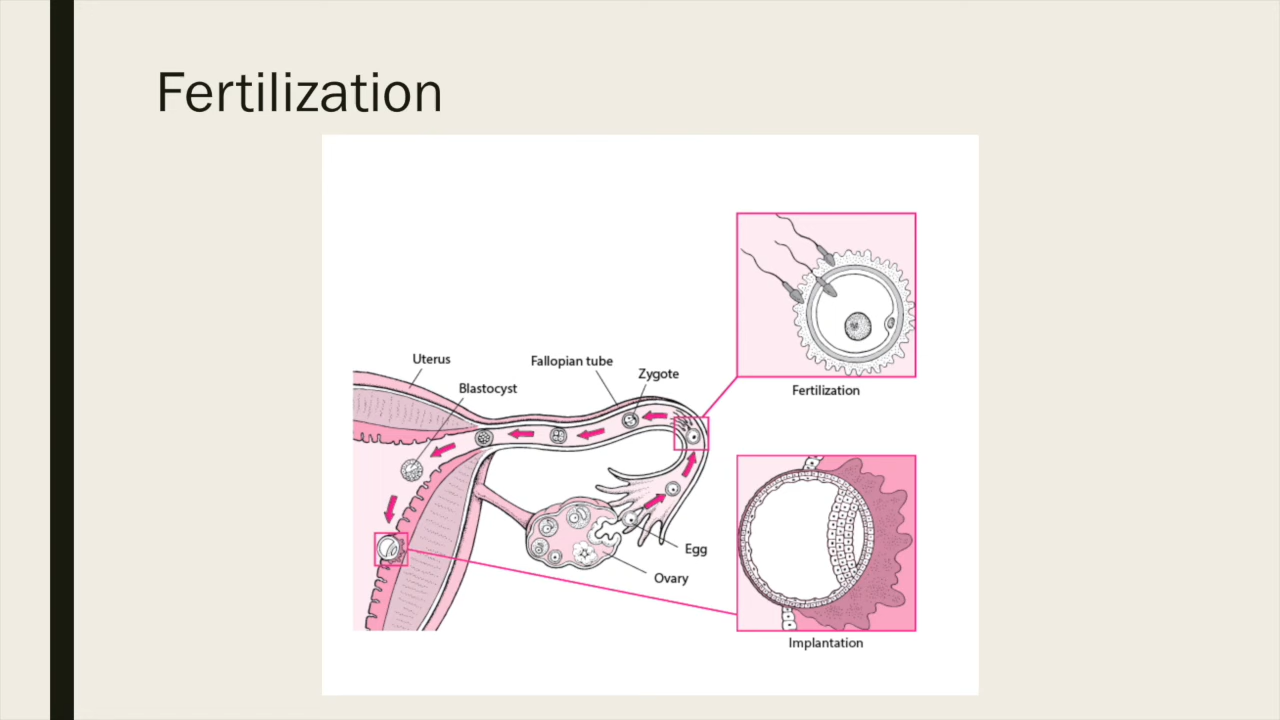 Fertilization
Uterus
Blastocyst
Fallopian tube
Zygote
Fertilization
Egg
Ovary
Implantation